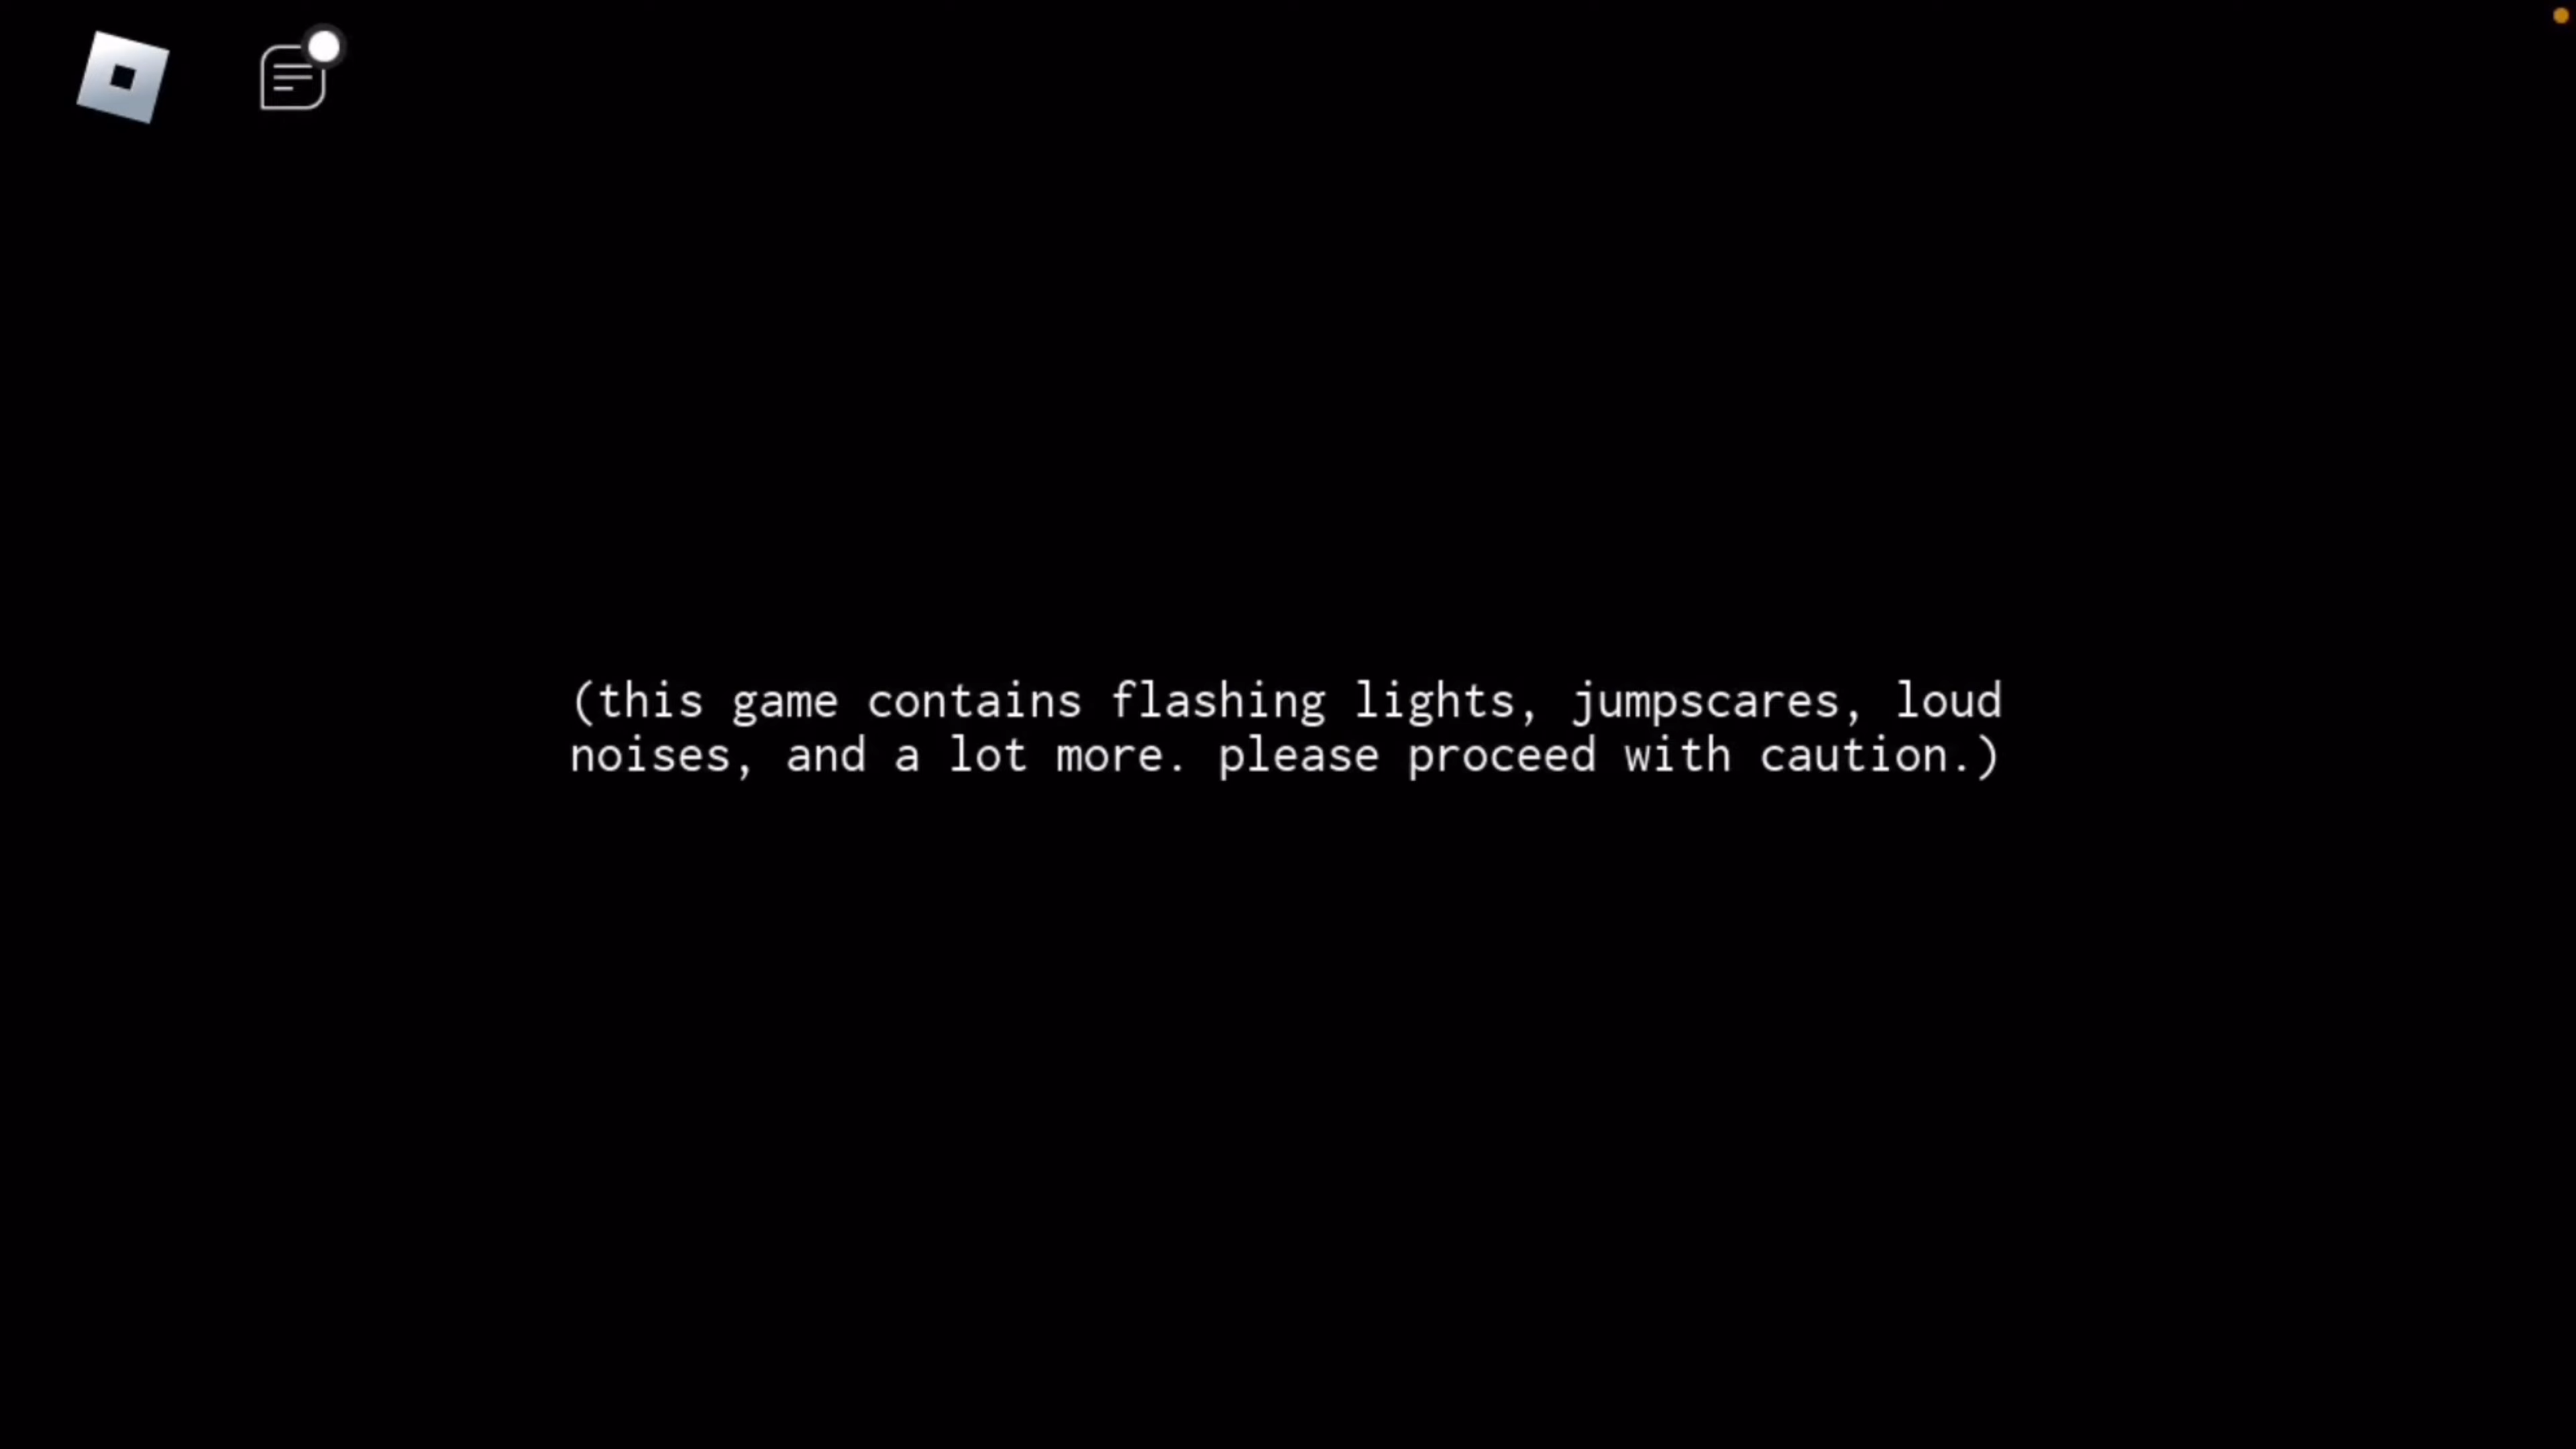 (this game contains flashing lights, jumpscares, loud
noises, and a lot more. please proceed with caution.)